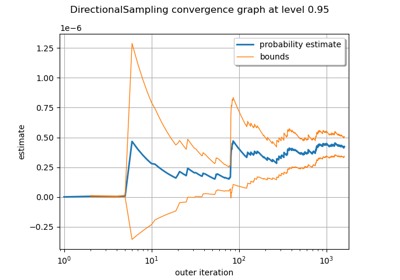 DirectionalSampling convergence graph at level 0.95
1e−6
probability estimate
bounds
1.25
1.00
0.75
0.50
0.25
0.00
−0.25
estimate
10⁰
10¹
10²
10³
outer iteration